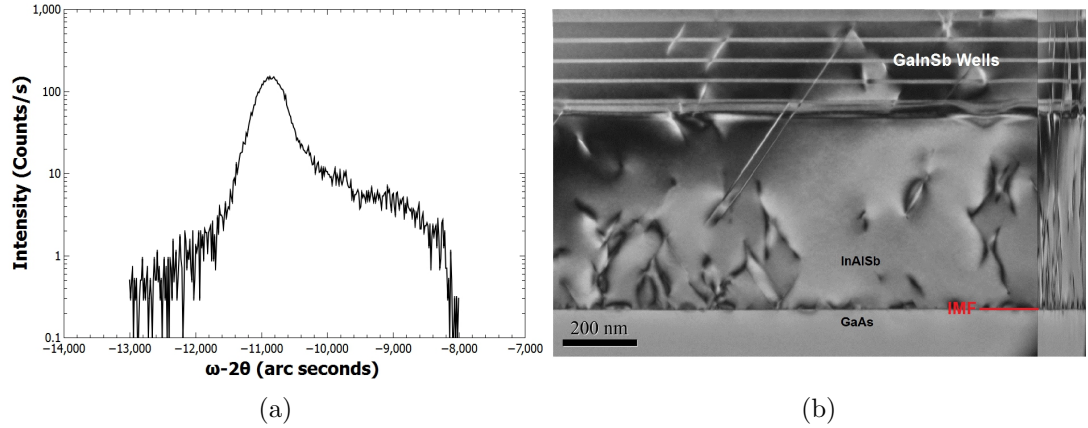 1,000
100
10
1
0.1
Intensity (Counts/s)
−14,000 −13,000 −12,000 −11,000 −10,000 −9,000 −8,000 −7,000
ω-2θ (arc seconds)
(a)
GaInSb Wells
InAlSb
IMF
GaAs
200 nm
(b)